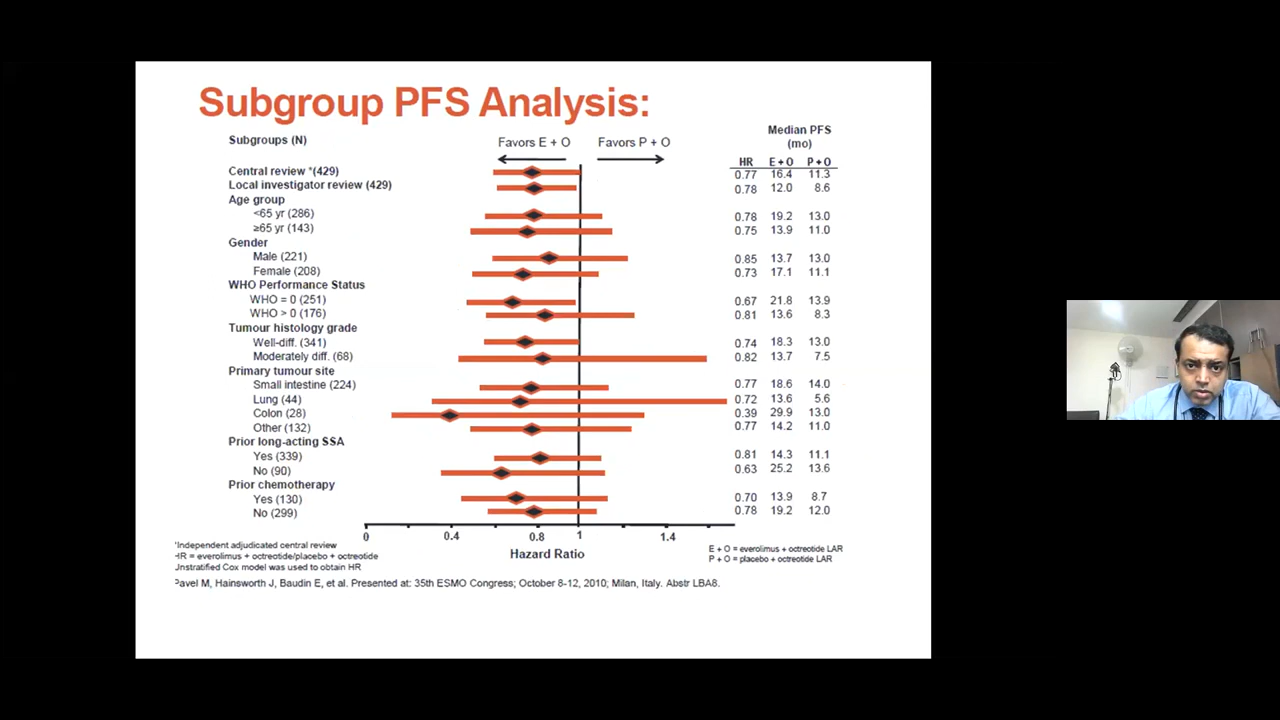 Subgroup PFS Analysis:
Median PFS
(mo)
Subgroups (N) Favors E + O Favors P + O
HR E + O P + O
Central review *(429) 0.77 16.4 11.3
Local investigator review (429) 0.78 12.0 8.6
Age group
<65 yr (286) 0.78 19.2 13.0
≥65 yr (143) 0.75 13.9 11.0
Gender
Male (221) 0.85 13.7 13.0
Female (208) 0.73 17.1 11.1
WHO Performance Status
WHO = 0 (251) 0.67 21.8 13.9
WHO > 0 (176) 0.81 13.6 8.3
Tumour histology grade
Well-diff. (341) 0.74 18.3 13.0
Moderately diff. (68) 0.82 13.7 7.5
Primary tumour site
Small intestine (224) 0.77 18.6 14.0
Lung (44) 0.72 13.6 5.6
Colon (28) 0.39 29.9 13.0
Other (132) 0.77 14.2 11.0
Prior long-acting SSA
Yes (339) 0.81 14.3 11.1
No (90) 0.63 25.2 13.6
Prior chemotherapy
Yes (130) 0.70 13.9 8.7
No (299) 0.78 19.2 12.0
0 0.4 0.8 1 1.4
Hazard Ratio
*Independent adjudicated central review
HR = everolimus + octreotide/placebo + octreotide
Unstratified Cox model was used to obtain HR
E + O = everolimus + octreotide LAR
P + O = placebo + octreotide LAR
Pavel M, Hainsworth J, Baudin E, et al. Presented at: 35th ESMO Congress; October 8-12, 2010; Milan, Italy. Abstr LBA8.